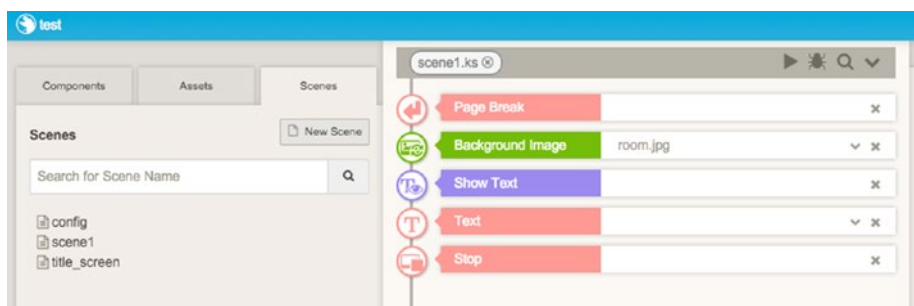 test
Components Assets Scenes
Scenes
New Scene
Search for Scene Name
config
scene1
title_screen
scene1.ks
Page Break
Background Image room.jpg
Show Text
Text
Stop